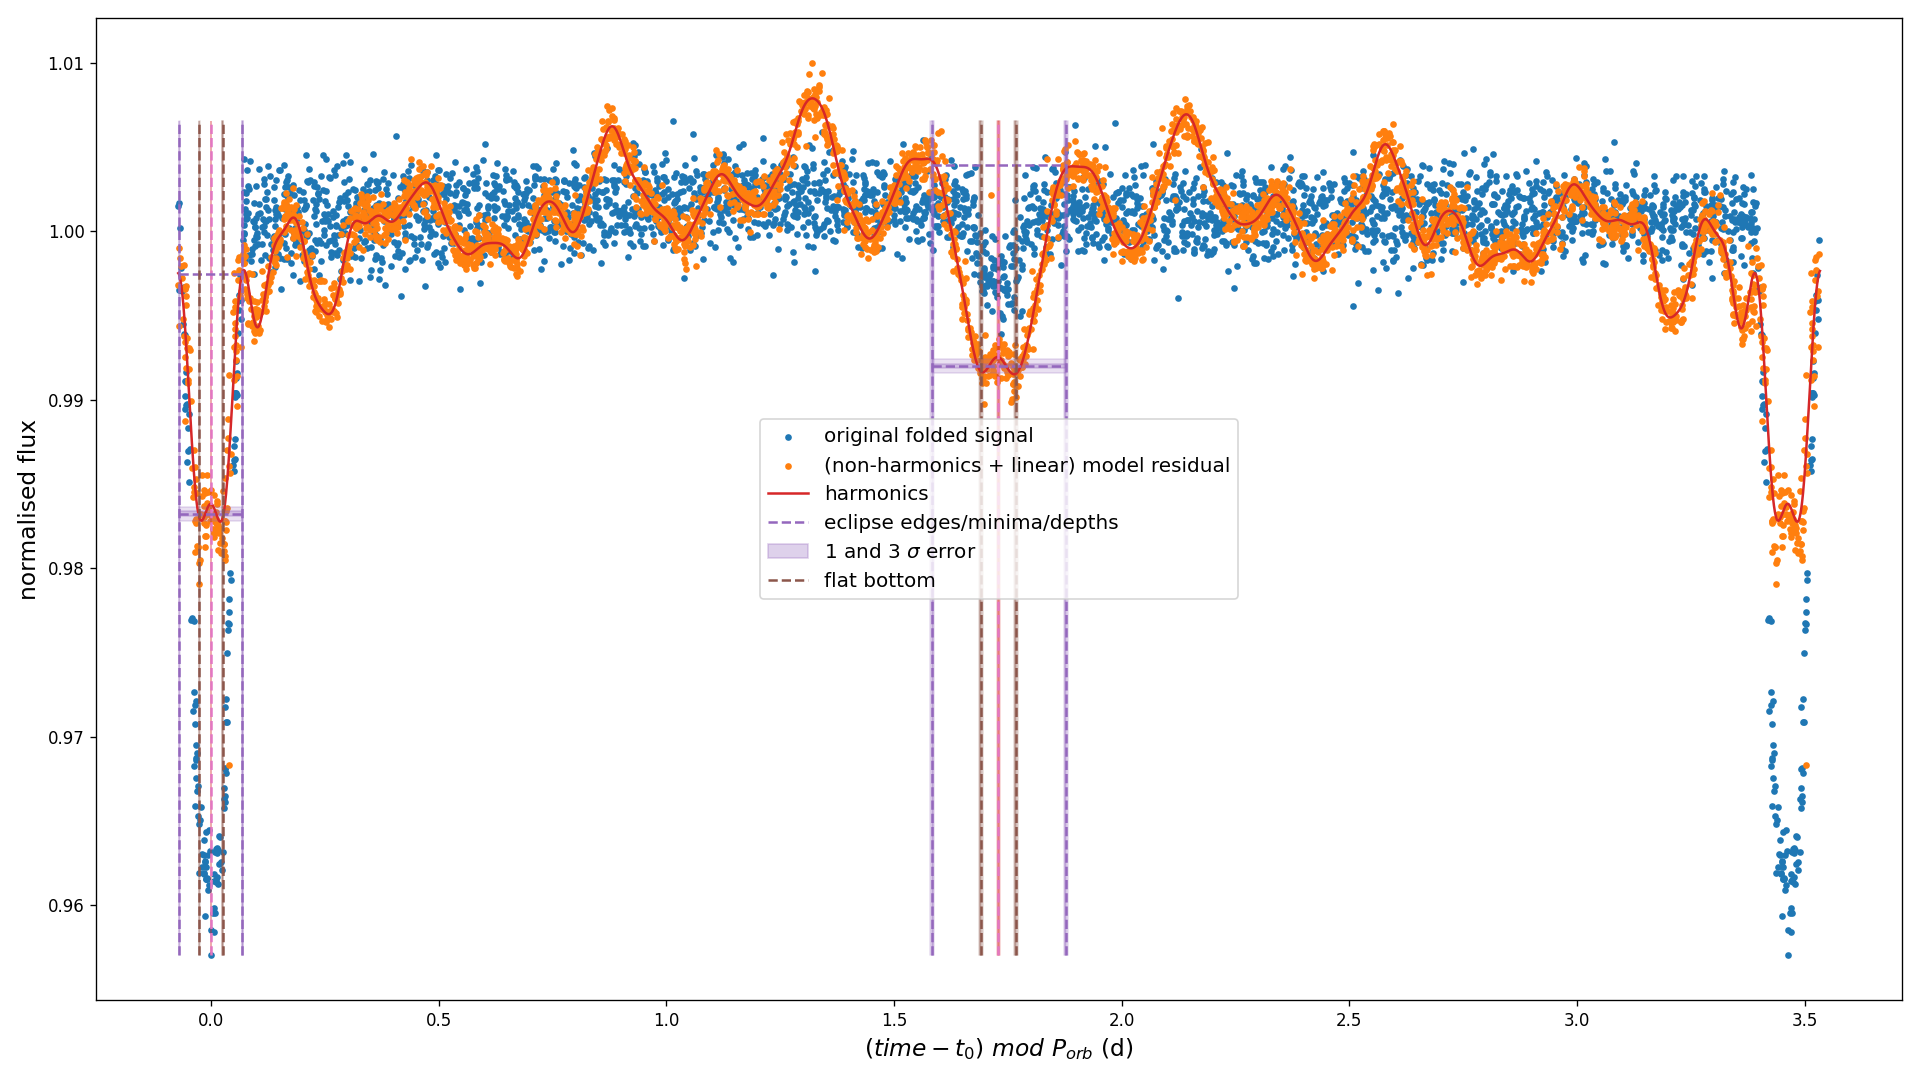 normalised flux
1.01
1.00
0.99
0.98
0.97
0.96
original folded signal
(non-harmonics + linear) model residual
harmonics
eclipse edges/minima/depths
1 and 3 σ error
flat bottom
0.0 0.5 1.0 1.5 2.0 2.5 3.0 3.5
(time − t₀) mod Pₒᵣb (d)